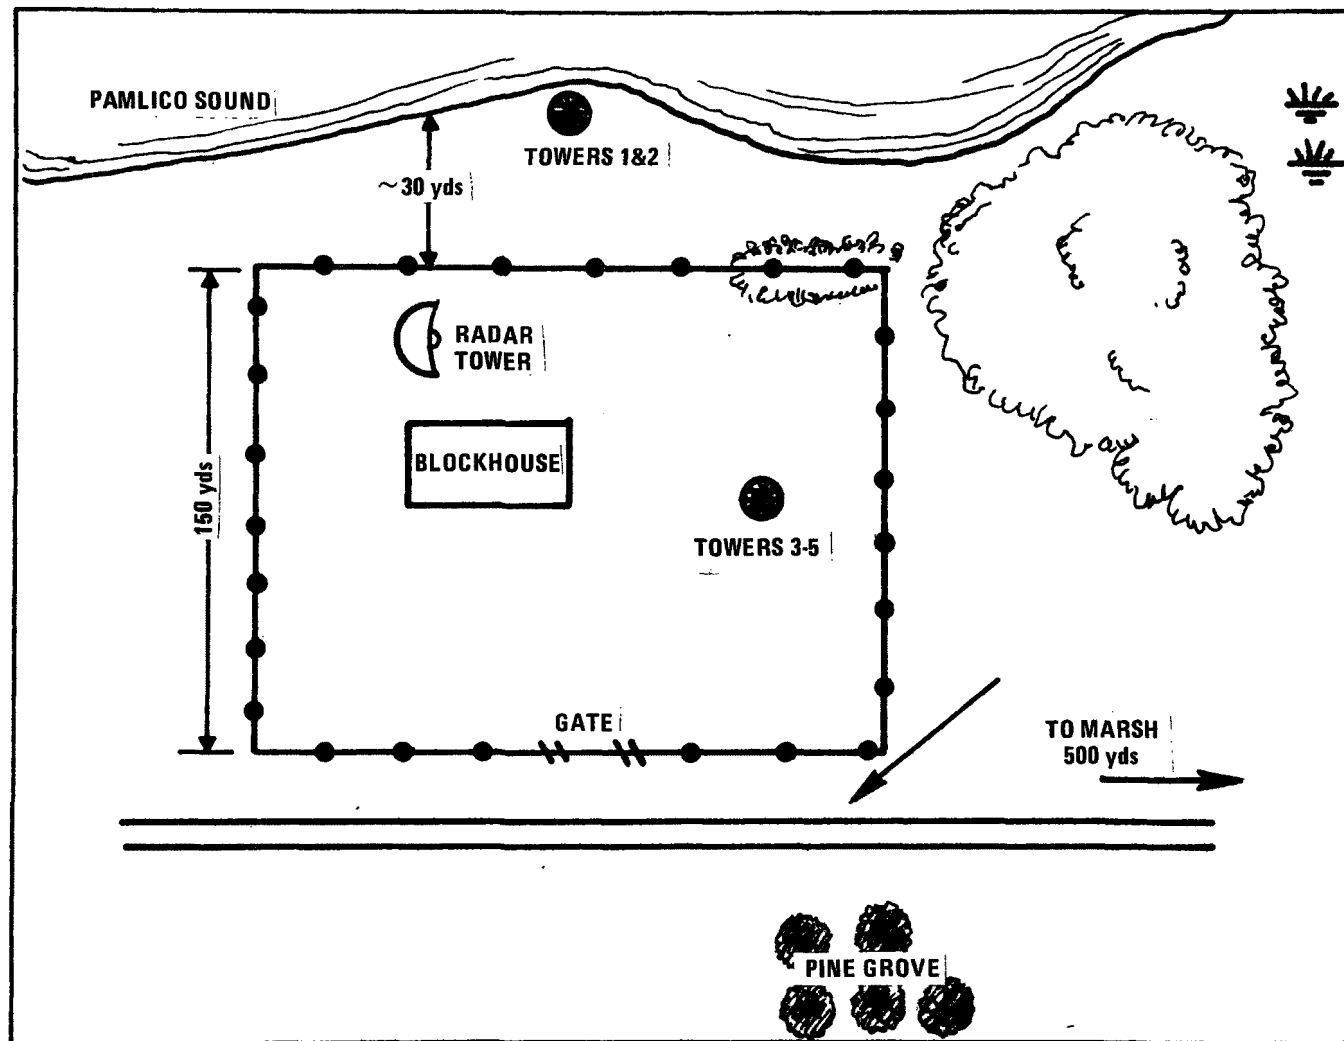 PAMLICO SOUND
TOWERS 1&2
~30 yds
RADAR
TOWER
BLOCKHOUSE
150 yds
TOWERS 3-5
GATE
TO MARSH
500 yds
PINE GROVE